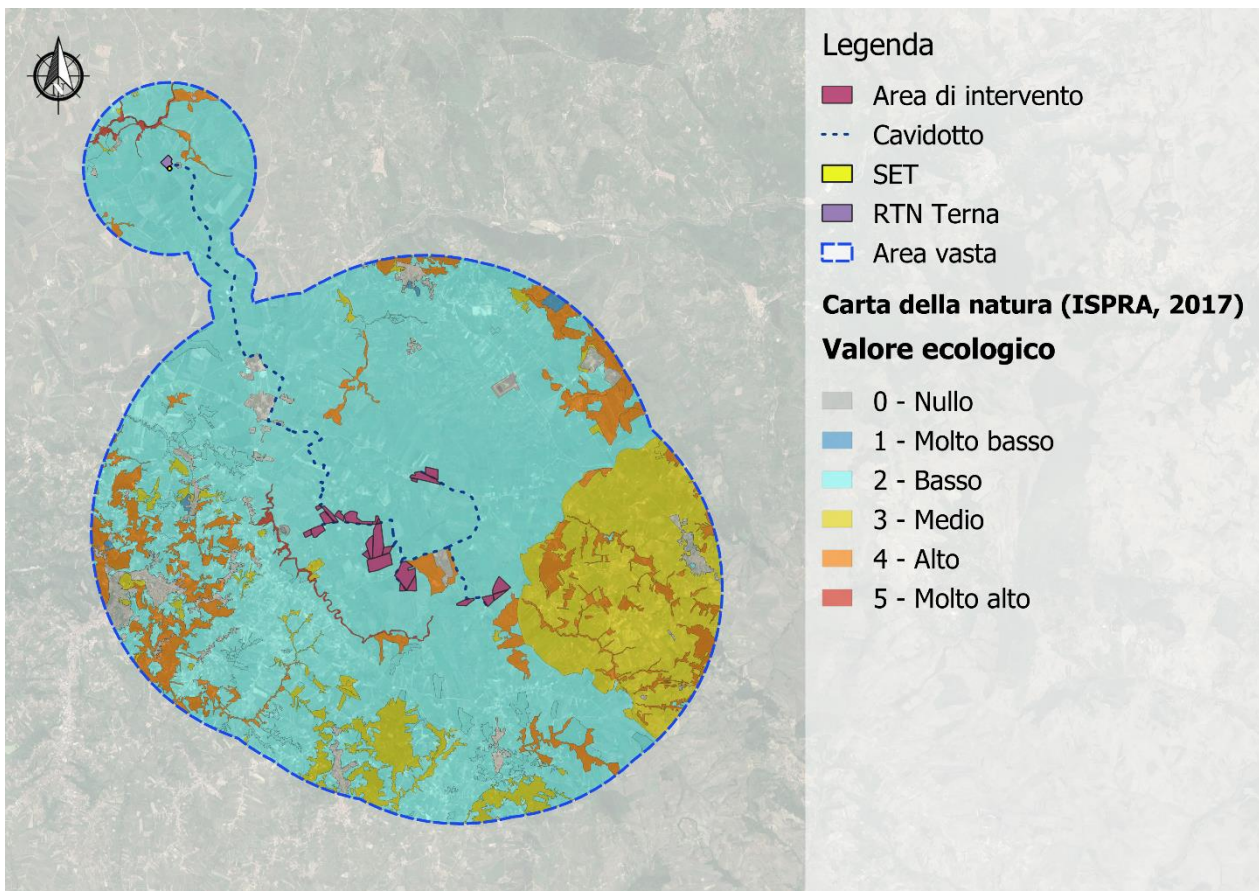 N
Legenda
Area di intervento
Cavidotto
SET
RTN Terna
Area vasta
Carta della natura (ISPRA, 2017)
Valore ecologico
0 - Nullo
1 - Molto basso
2 - Basso
3 - Medio
4 - Alto
5 - Molto alto